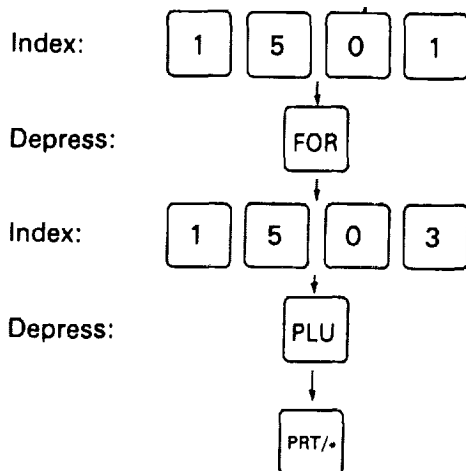 Index: 1 5 0 1
Depress: FOR
Index: 1 5 0 3
Depress: PLU
PRT/*